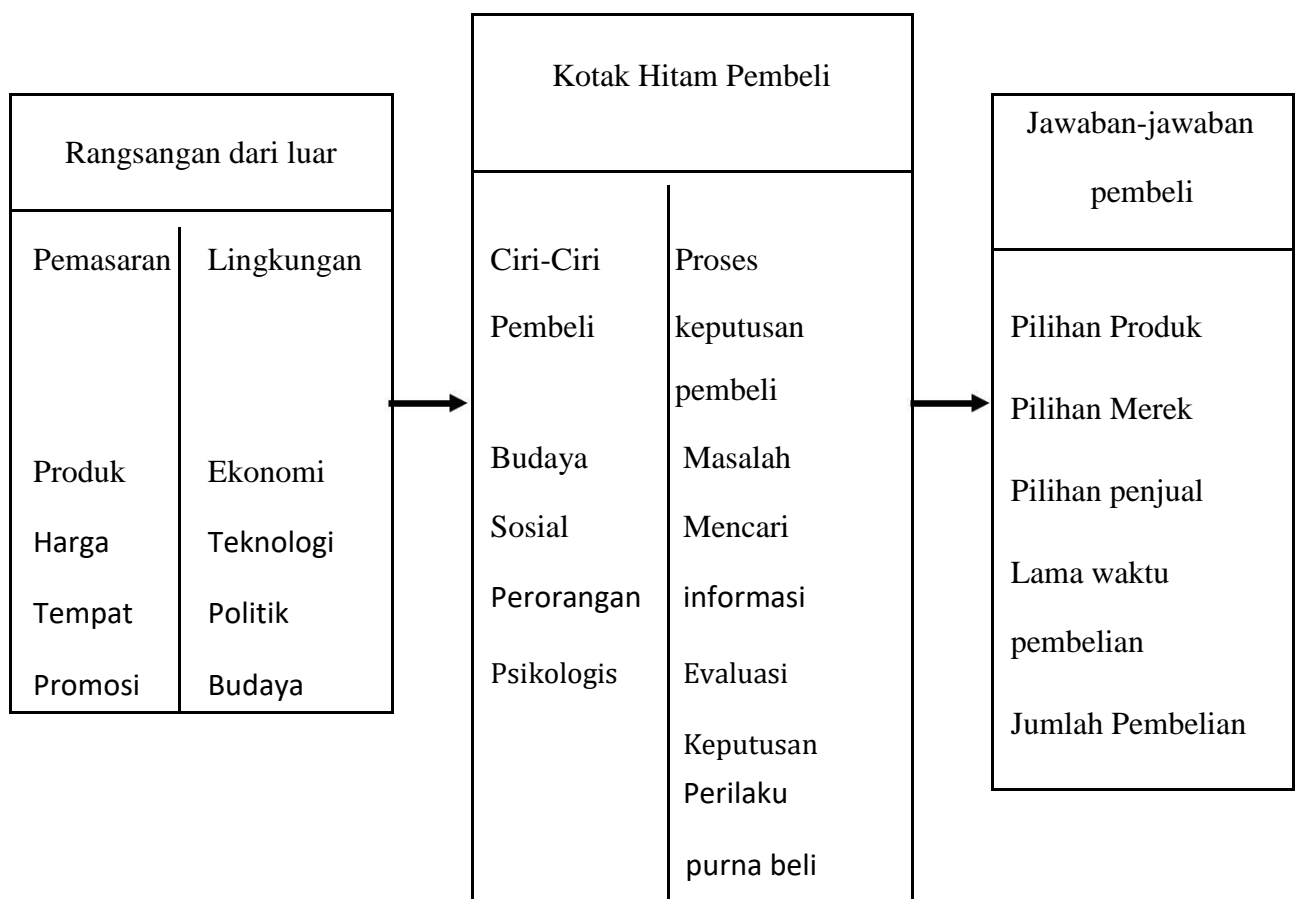 Rangsangan dari luar
Pemasaran
Lingkungan
Produk
Harga
Tempat
Promosi
Ekonomi
Teknologi
Politik
Budaya
Kotak Hitam Pembeli
Ciri-Ciri
Pembeli
Budaya
Sosial
Perorangan
Psikologis
Proses
keputusan
pembeli
Masalah
Mencari
informasi
Evaluasi
Keputusan
Perilaku
purna beli
Jawaban-jawaban
pembeli
Pilihan Produk
Pilihan Merek
Pilihan penjual
Lama waktu
pembelian
Jumlah Pembelian